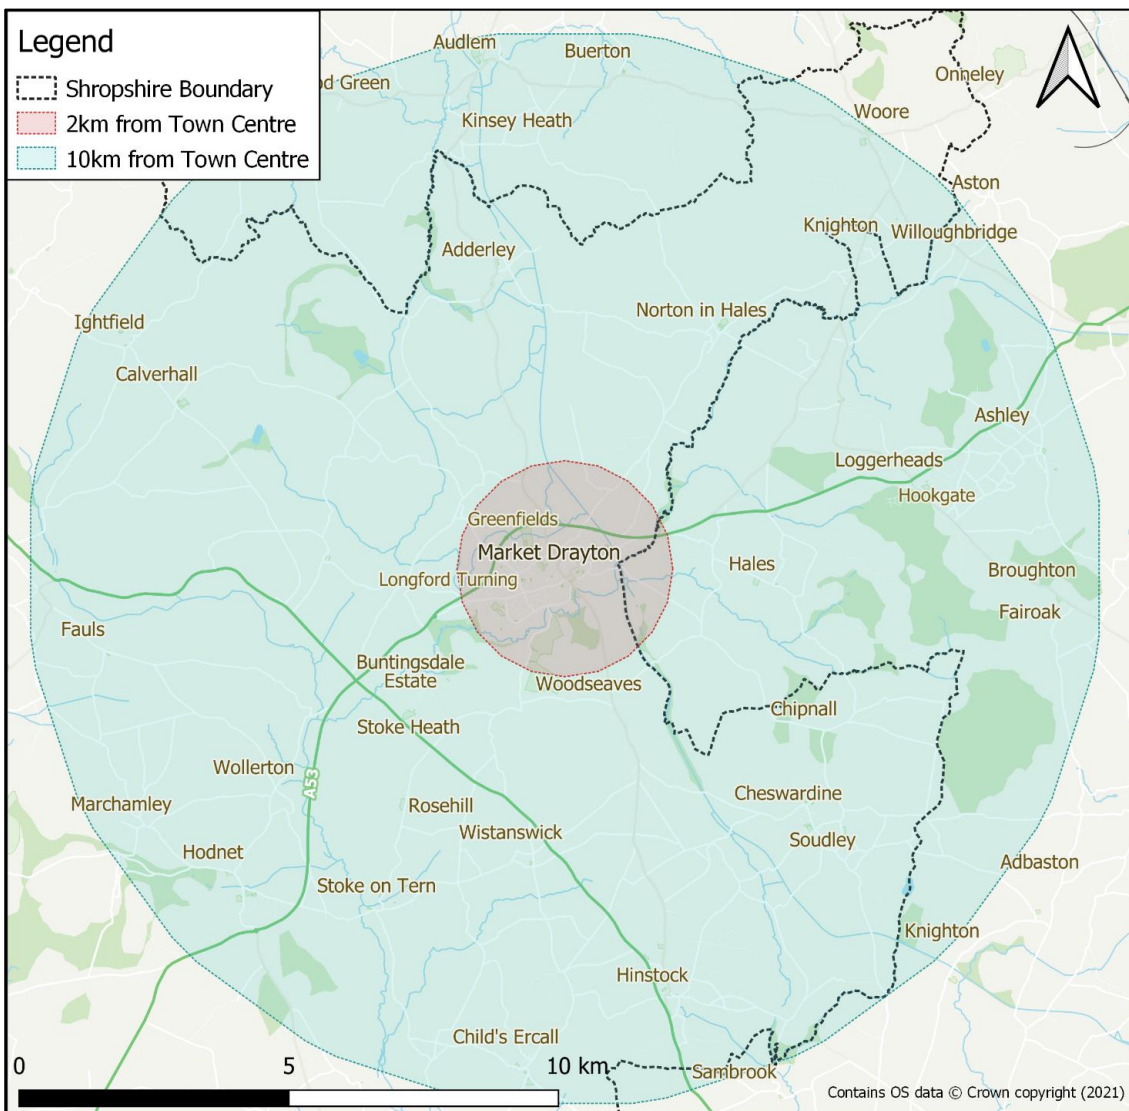 Legend
Shropshire Boundary
2km from Town Centre
10km from Town Centre
Audlem
Buerton
od Green
Onneley
Woore
Kinsey Heath
Aston
Knighton
Willoughbridge
Adderley
Norton in Hales
Ightfield
Calverhall
Ashley
Loggerheads
Hookgate
Greenfields
Market Drayton
Hales
Broughton
Longford Turning
Fairoak
Fauls
Buntingsdale
Estate
Woodseaves
Chipnall
Stoke Heath
Wollerton
A53
Cheswardine
Marchamley
Rosehill
Wistanswick
Soudley
Hodnet
Adbaston
Stoke on Tern
Knighton
Hinstock
Child's Ercall
Sambrook
0 5 10 km
Contains OS data © Crown copyright (2021)